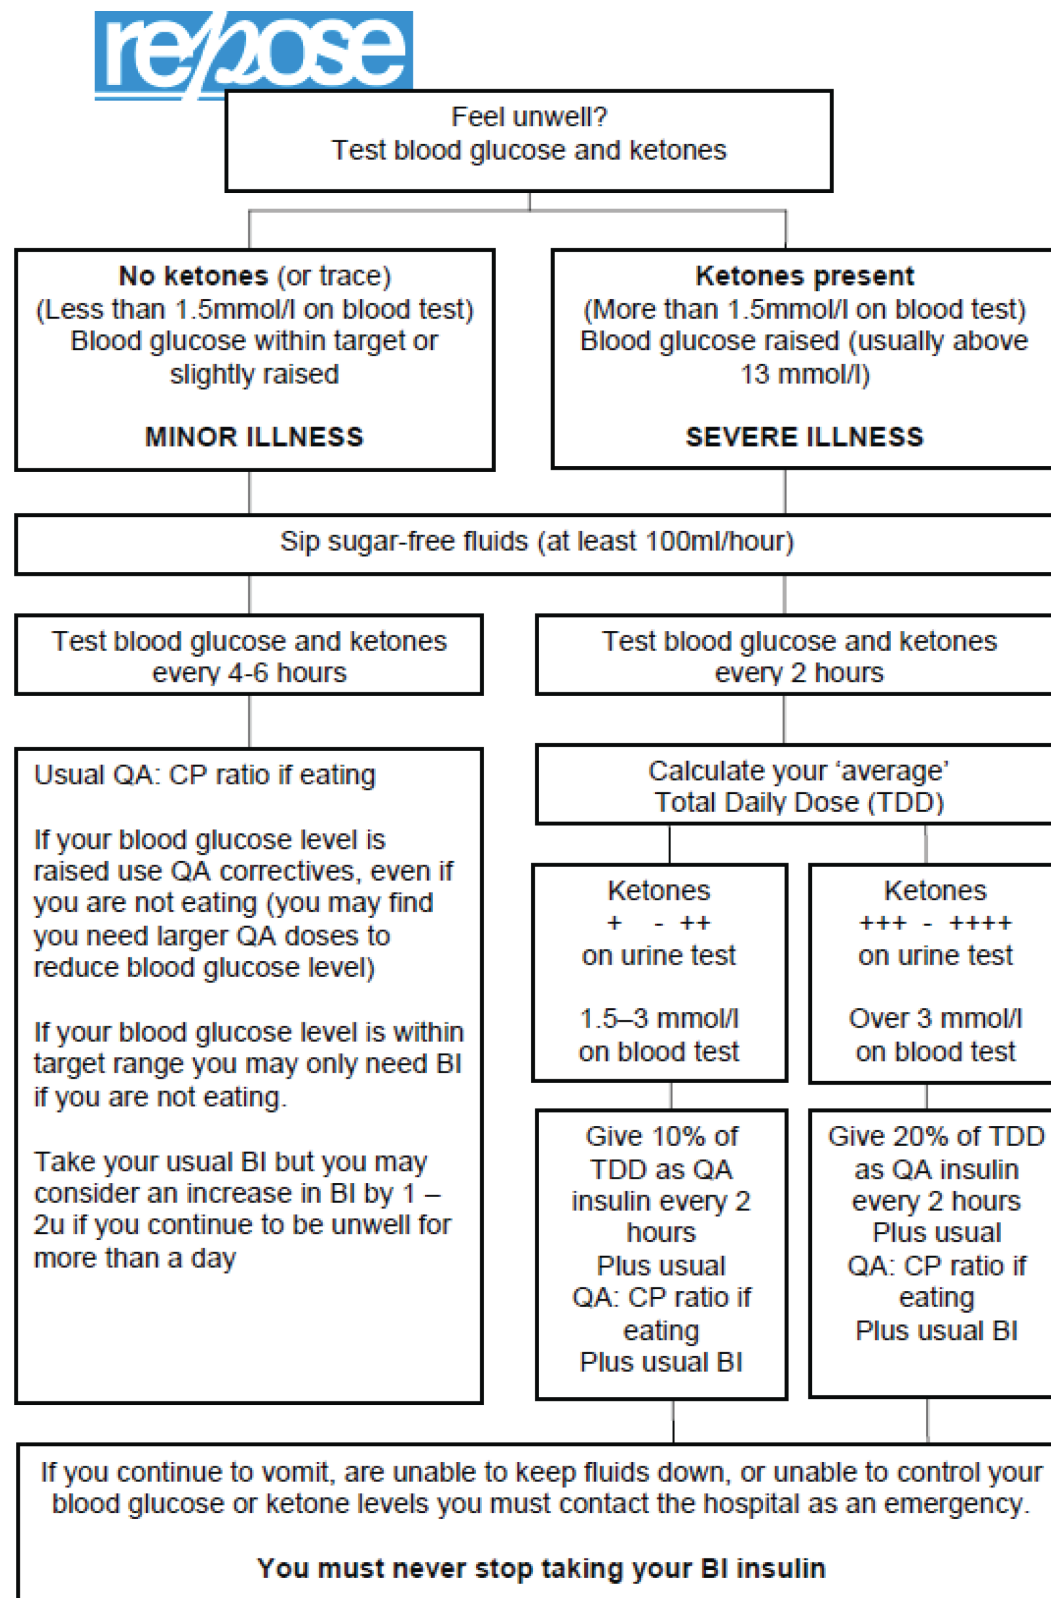 repose
Feel unwell?
Test blood glucose and ketones
No ketones (or trace)
(Less than 1.5mmol/l on blood test)
Blood glucose within target or
slightly raised
MINOR ILLNESS
Ketones present
(More than 1.5mmol/l on blood test)
Blood glucose raised (usually above
13 mmol/l)
SEVERE ILLNESS
Sip sugar-free fluids (at least 100ml/hour)
Test blood glucose and ketones
every 4-6 hours
Test blood glucose and ketones
every 2 hours
Usual QA: CP ratio if eating
If your blood glucose level is
raised use QA correctives, even if
you are not eating (you may find
you need larger QA doses to
reduce blood glucose level)
If your blood glucose level is within
target range you may only need BI
if you are not eating.
Take your usual BI but you may
consider an increase in BI by 1 –
2u if you continue to be unwell for
more than a day
Calculate your ‘average’
Total Daily Dose (TDD)
Ketones
+ - ++
on urine test
1.5–3 mmol/l
on blood test
Ketones
+++ - ++++
on urine test
Over 3 mmol/l
on blood test
Give 10% of
TDD as QA
insulin every 2
hours
Plus usual
QA: CP ratio if
eating
Plus usual BI
Give 20% of TDD
as QA insulin
every 2 hours
Plus usual
QA: CP ratio if
eating
Plus usual BI
If you continue to vomit, are unable to keep fluids down, or unable to control your
blood glucose or ketone levels you must contact the hospital as an emergency.
You must never stop taking your BI insulin